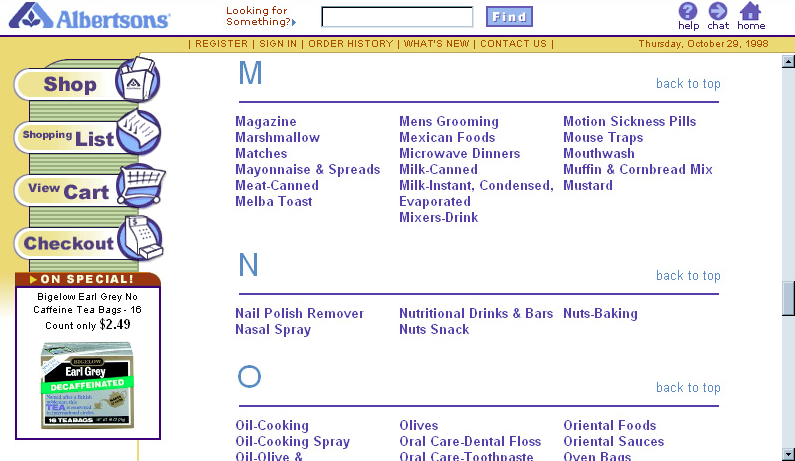 Albertsons
Looking for
Something?
Find
help chat home
| REGISTER | SIGN IN | ORDER HISTORY | WHAT'S NEW | CONTACT US |
Thursday, October 29, 1998
Shop
Shopping List
View Cart
Checkout
ON SPECIAL!
Bigelow Earl Grey No
Caffeine Tea Bags - 16
Count only $2.49
BIGELOW
Earl Grey
DECAFFEINATED
TEA
16 TEABAGS
M
back to top
Magazine
Marshmallow
Matches
Mayonnaise & Spreads
Meat-Canned
Melba Toast
Mens Grooming
Mexican Foods
Microwave Dinners
Milk-Canned
Milk-Instant, Condensed,
Evaporated
Mixers-Drink
Motion Sickness Pills
Mouse Traps
Mouthwash
Muffin & Cornbread Mix
Mustard
N
back to top
Nail Polish Remover
Nasal Spray
Nutritional Drinks & Bars
Nuts Snack
Nuts-Baking
O
back to top
Oil-Cooking
Oil-Cooking Spray
Oil-Olive &
Olives
Oral Care-Dental Floss
Oral Care-Toothpaste
Oriental Foods
Oriental Sauces
Oven Bags